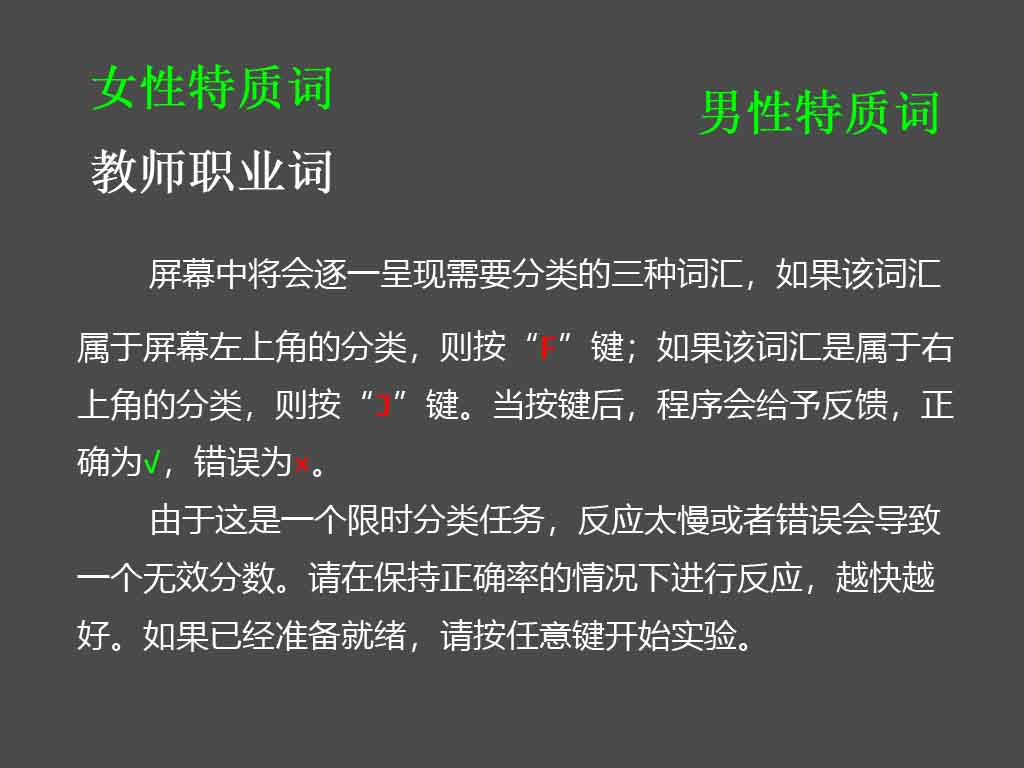 女性特质词
男性特质词
教师职业词
屏幕中将会逐一呈现需要分类的三种词汇，如果该词汇
属于屏幕左上角的分类，则按“F”键；如果该词汇是属于右
上角的分类，则按“J”键。当按键后，程序会给予反馈，正
确为√，错误为×。
由于这是一个限时分类任务，反应太慢或者错误会导致
一个无效分数。请在保持正确率的情况下进行反应，越快越
好。如果已经准备就绪，请按任意键开始实验。